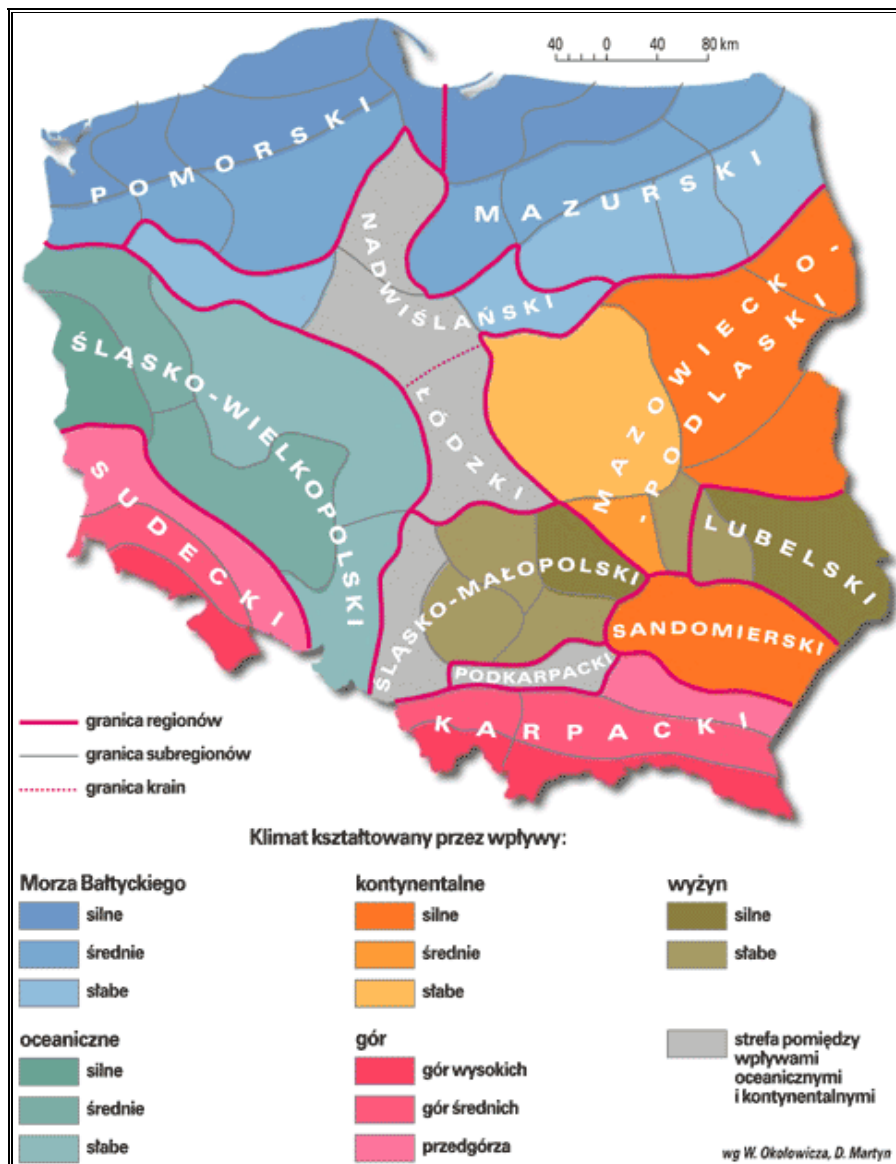 40 0 40 80 km
POMORSKI
MAZURSKI
NADWIŚLAŃSKI
MAZOWIECKO-
-PODLASKI
ŚLĄSKO-WIELKOPOLSKI
ŁÓDZKI
SUDECKI
LUBELSKI
ŚLĄSKO-MAŁOPOLSKI
SANDOMIERSKI
PODKARPACKI
KARPACKI
granica regionów
granica subregionów
granica krain
Klimat kształtowany przez wpływy:
Morza Bałtyckiego
silne
średnie
słabe
kontynentalne
silne
średnie
słabe
wyżyn
silne
słabe
oceaniczne
silne
średnie
słabe
gór
gór wysokich
gór średnich
przedgórza
strefa pomiędzy
wpływami
oceanicznymi
i kontynentalnymi
wg W. Okołowicza, D. Martyn